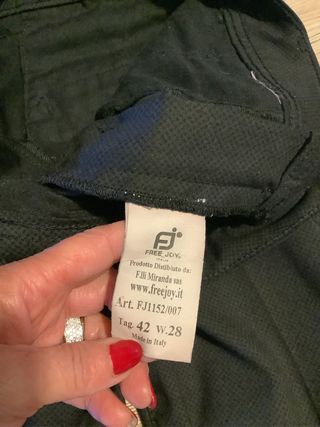 FREE JOY
ITALIA
Prodotto Distibiuto da:
F.lli Miranda sas
www.freejoy.it
Art. FJ1152/007
Tag. 42 W.28
Made in Italy